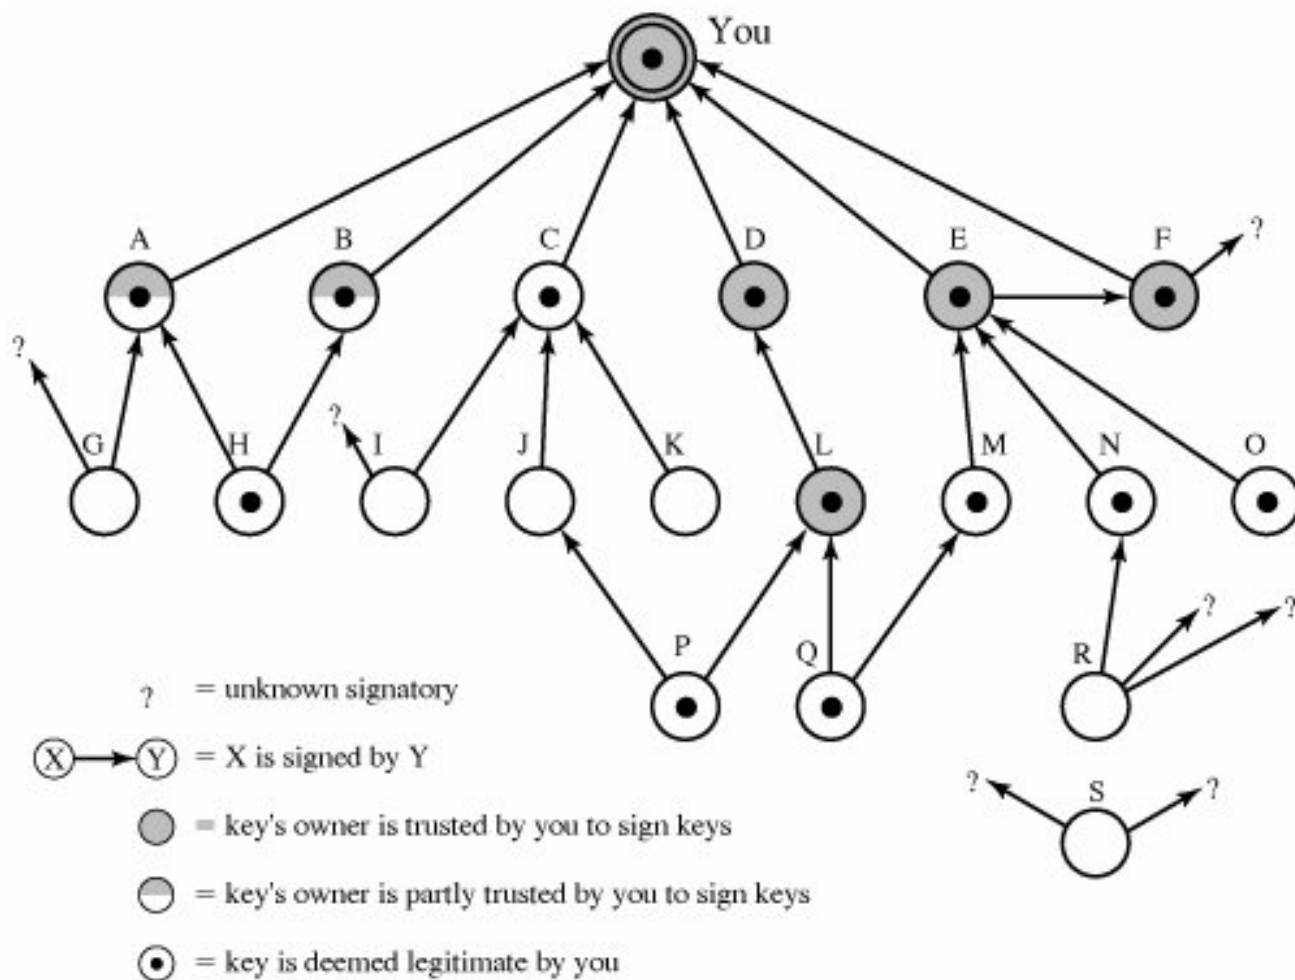 You
A B C D E F ?
?
G H ? I J K L M N O
P Q R ? ?
? = unknown signatory
X Y = X is signed by Y
? S ?
= key's owner is trusted by you to sign keys
= key's owner is partly trusted by you to sign keys
= key is deemed legitimate by you